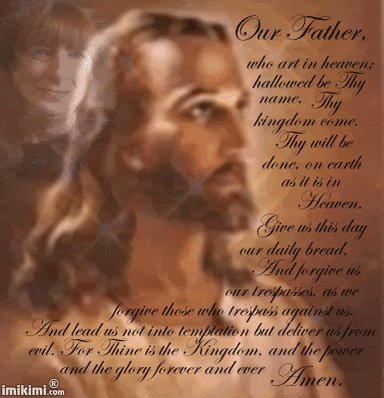 Our Father,
who art in heaven;
hallowed be Thy
name. Thy
kingdom come.
Thy will be
done, on earth
as it is in
Heaven.
Give us this day
our daily bread,
And forgive us
our trespasses, as we
forgive those who trespass against us.
And lead us not into temptation but deliver us from
evil. For Thine is the Kingdom, and the power
and the glory forever and ever Amen.
imikimi.com®